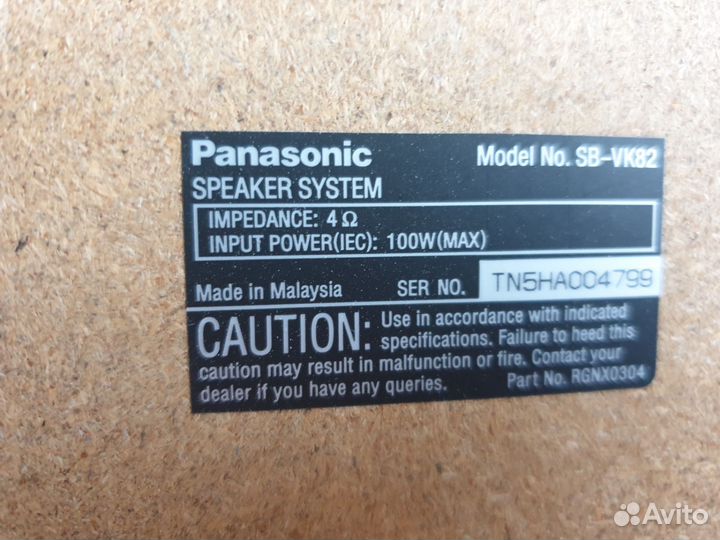 Panasonic Model No. SB-VK82
SPEAKER SYSTEM
IMPEDANCE: 4 Ω
INPUT POWER(IEC): 100W(MAX)
Made in Malaysia SER NO. TN5HA004799
CAUTION: Use in accordance with indicated
specifications. Failure to heed this
caution may result in malfunction or fire. Contact your
dealer if you have any queries. Part No. RGNX0304
Avito